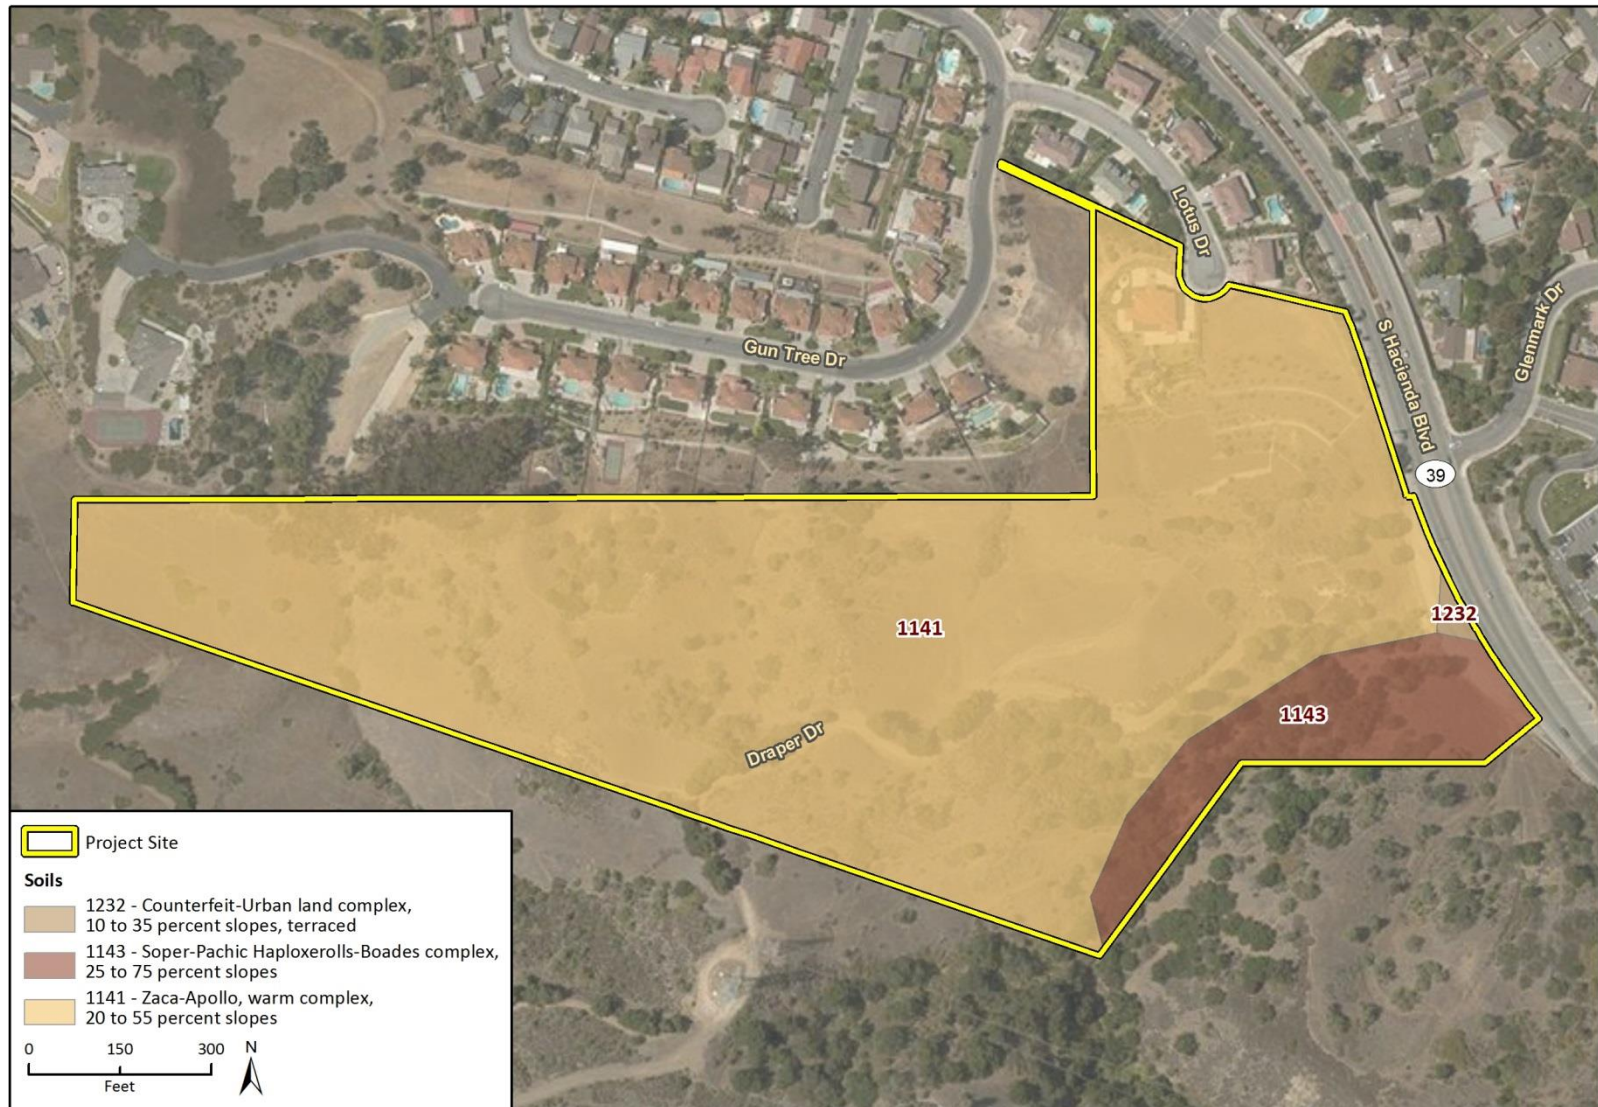 Lotus Dr
Gun Tree Dr
S Hacienda Blvd
Glenmark Dr
39
1141
1232
1143
Draper Dr
Project Site
Soils
1232 - Counterfeit-Urban land complex,
10 to 35 percent slopes, terraced
1143 - Soper-Pachic Haploxerolls-Boades complex,
25 to 75 percent slopes
1141 - Zaca-Apollo, warm complex,
20 to 55 percent slopes
0 150 300
Feet
N